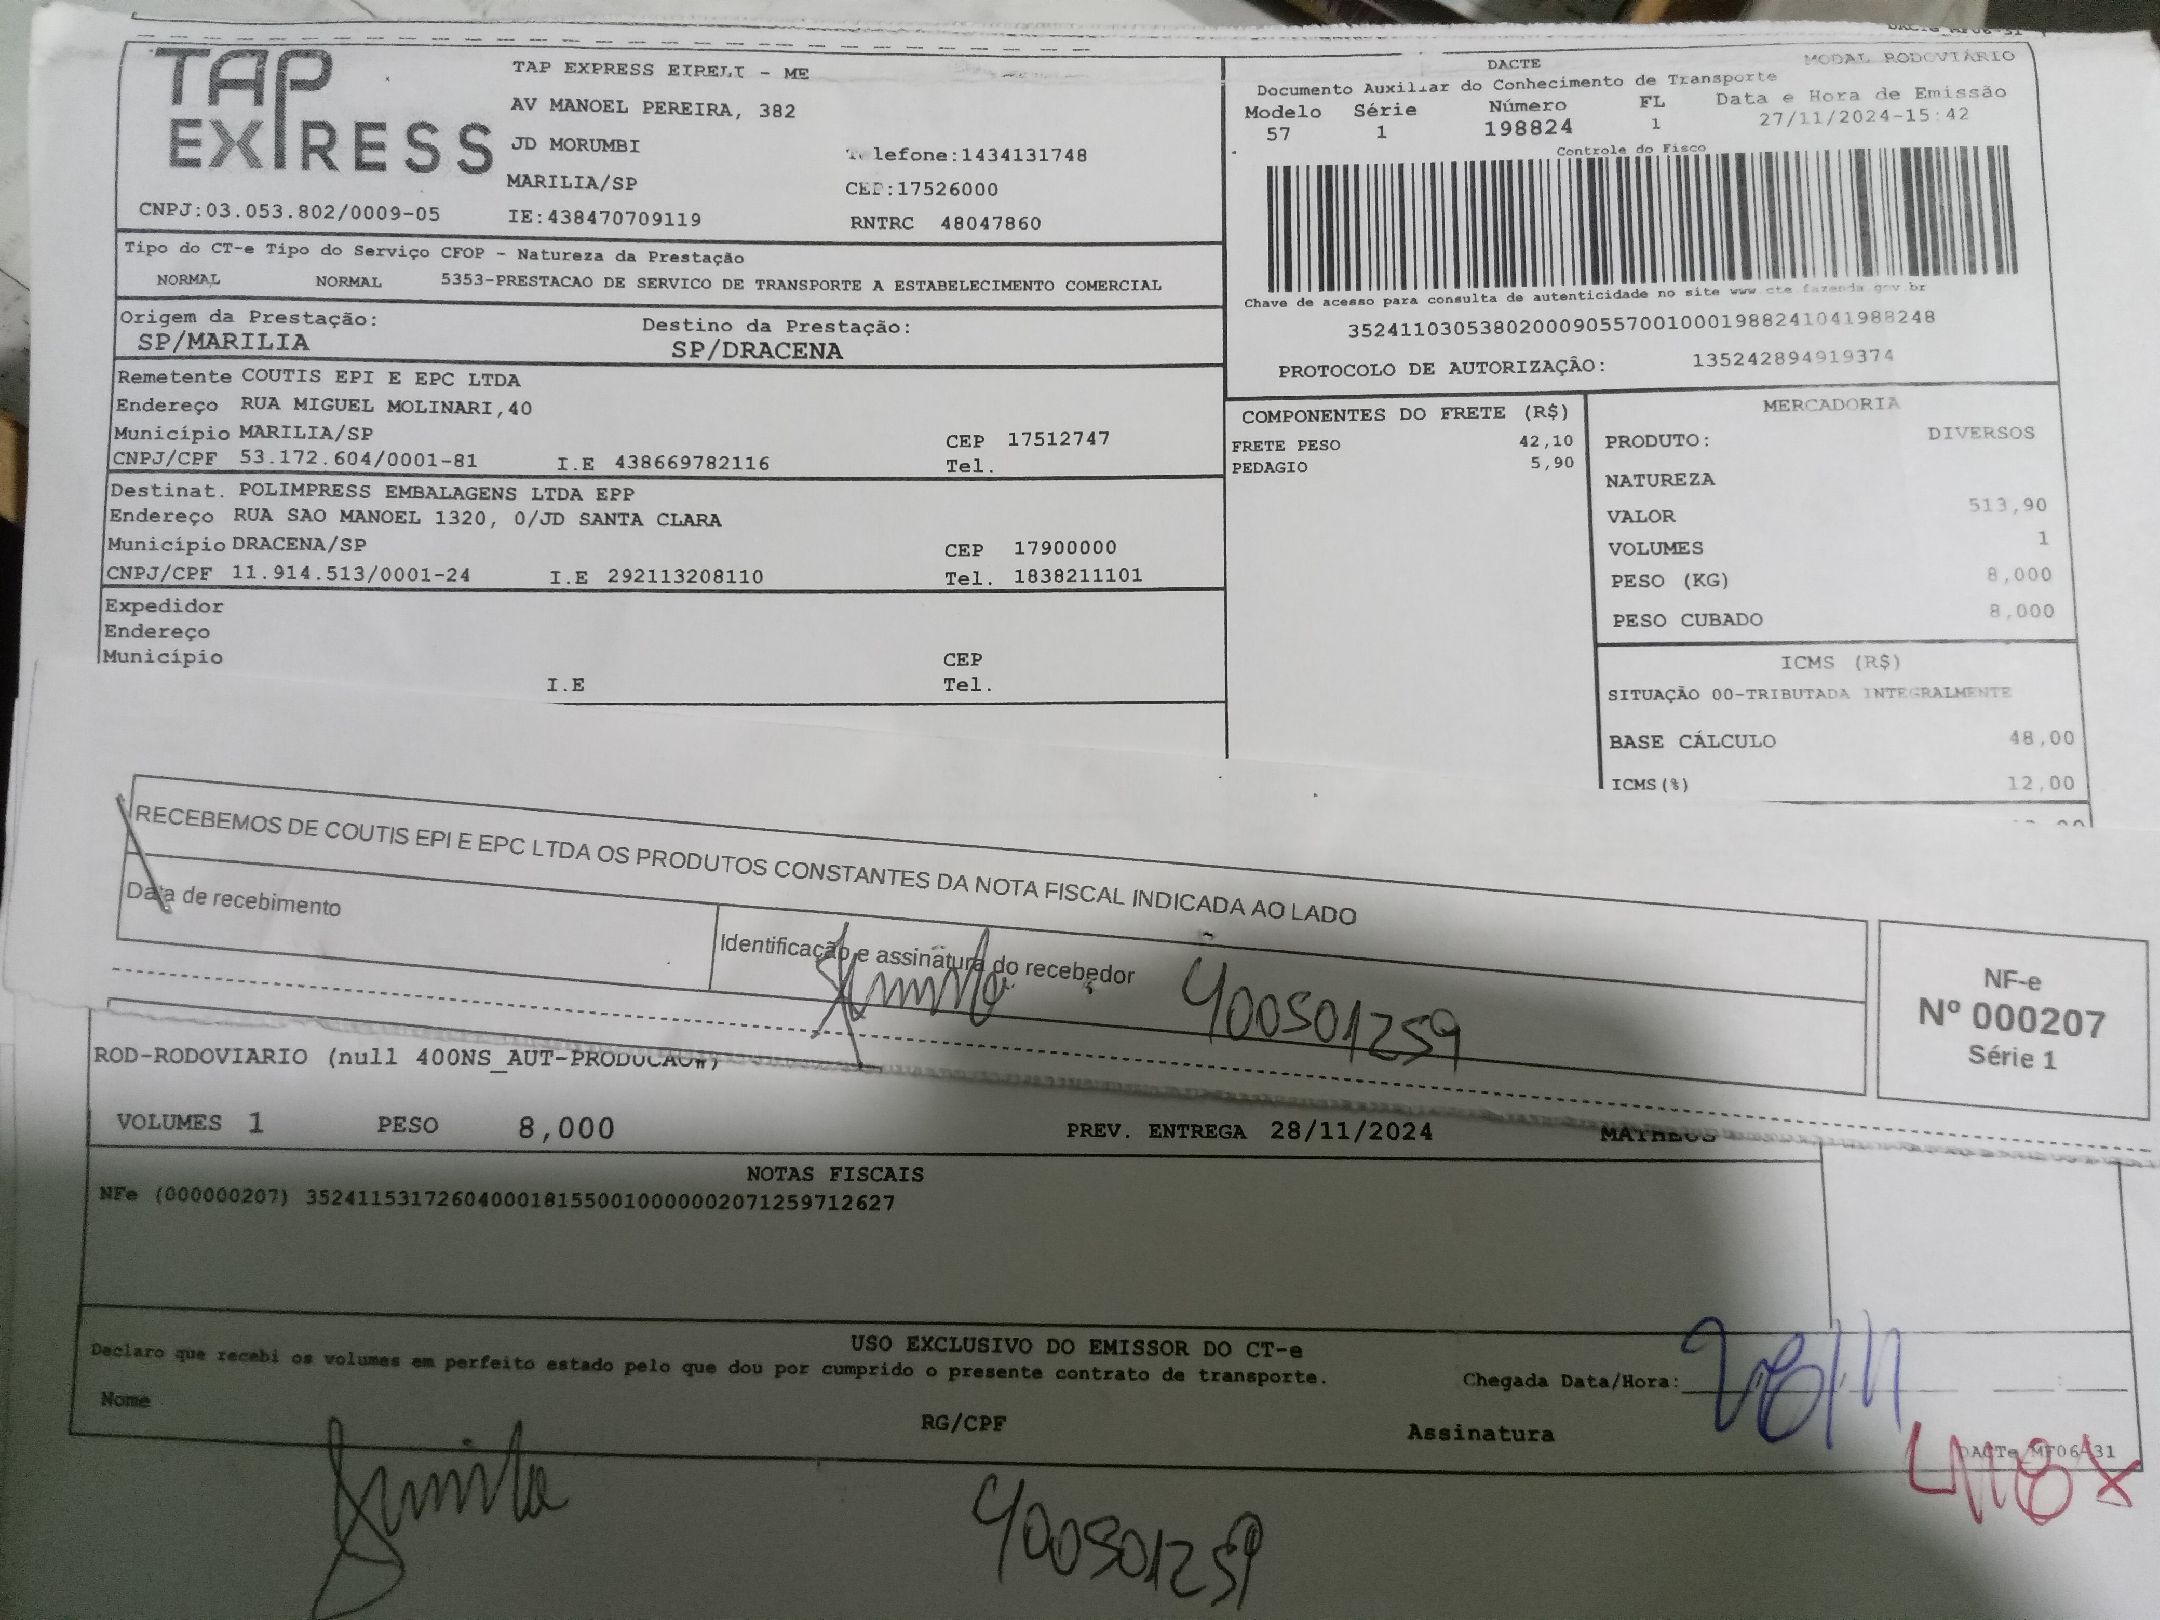 TAP EXPRESS
TAP EXPRESS EIRELI - ME
AV MANOEL PEREIRA, 382
JD MORUMBI
Telefone:1434131748
MARILIA/SP
CEP:17526000
CNPJ:03.053.802/0009-05
IE:438470709119
RNTRC 48047860
DACTE
MODAL RODOVIÁRIO
Documento Auxiliar do Conhecimento de Transporte
Modelo Série Número FL Data e Hora de Emissão
57 1 198824 1 27/11/2024-15:42
Controle do Fisco
Chave de acesso para consulta de autenticidade no site www.cte.fazenda.gov.br
35241103053802000905570010001988241041988248
PROTOCOLO DE AUTORIZAÇÃO: 135242894919374
Tipo do CT-e Tipo do Serviço CFOP - Natureza da Prestação
NORMAL NORMAL 5353-PRESTACAO DE SERVICO DE TRANSPORTE A ESTABELECIMENTO COMERCIAL
Origem da Prestação: Destino da Prestação:
SP/MARILIA SP/DRACENA
Remetente COUTIS EPI E EPC LTDA
Endereço RUA MIGUEL MOLINARI,40
Município MARILIA/SP CEP 17512747
CNPJ/CPF 53.172.604/0001-81 I.E 438669782116 Tel.
Destinat. POLIMPRESS EMBALAGENS LTDA EPP
Endereço RUA SAO MANOEL 1320, 0/JD SANTA CLARA
Município DRACENA/SP CEP 17900000
CNPJ/CPF 11.914.513/0001-24 I.E 292113208110 Tel. 1838211101
Expedidor
Endereço
Município CEP
I.E Tel.
COMPONENTES DO FRETE (R$)
FRETE PESO 42,10
PEDAGIO 5,90
MERCADORIA
PRODUTO: DIVERSOS
NATUREZA
VALOR 513,90
VOLUMES 1
PESO (KG) 8,000
PESO CUBADO 8,000
ICMS (R$)
SITUAÇÃO 00-TRIBUTADA INTEGRALMENTE
BASE CÁLCULO 48,00
ICMS(%) 12,00
RECEBEMOS DE COUTIS EPI E EPC LTDA OS PRODUTOS CONSTANTES DA NOTA FISCAL INDICADA AO LADO
Data de recebimento
Identificação e assinatura do recebedor
400501259
NF-e
Nº 000207
Série 1
ROD-RODOVIARIO (null 400NS_AUT-PRODUCAO#)
VOLUMES 1 PESO 8,000 PREV. ENTREGA 28/11/2024 MATHEUS
NOTAS FISCAIS
NFe (000000207) 35241153172604000181550010000002071259712627
USO EXCLUSIVO DO EMISSOR DO CT-e
Declaro que recebi os volumes em perfeito estado pelo que dou por cumprido o presente contrato de transporte.
Chegada Data/Hora: 28/11
Nome
RG/CPF
Assinatura
DACTe_MF06-31
400501259